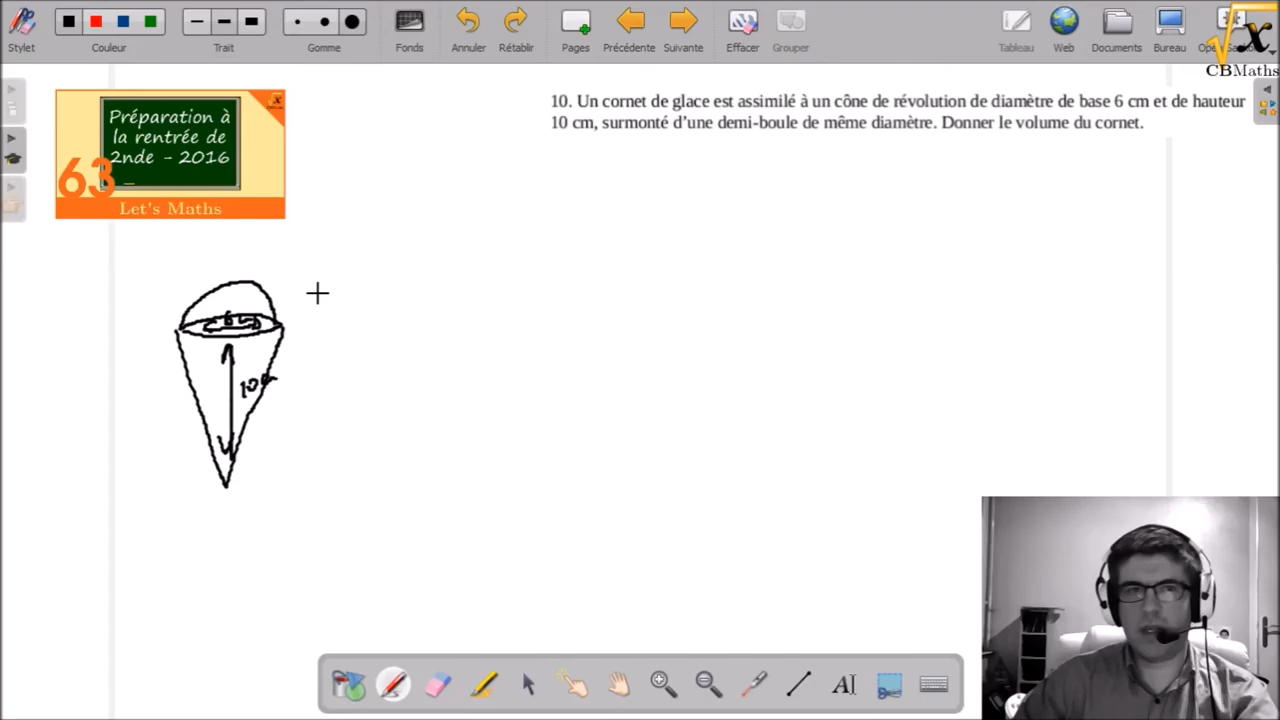 Stylet
Couleur
Trait
Gomme
Fonds
Annuler
Rétablir
Pages
Précédente
Suivante
Effacer
Grouper
Tableau
Web
Documents
Bureau
CBMaths
Préparation à
la rentrée de
2nde - 2016
63
Let's Maths
10. Un cornet de glace est assimilé à un cône de révolution de diamètre de base 6 cm et de hauteur
10 cm, surmonté d'une demi-boule de même diamètre. Donner le volume du cornet.
AI